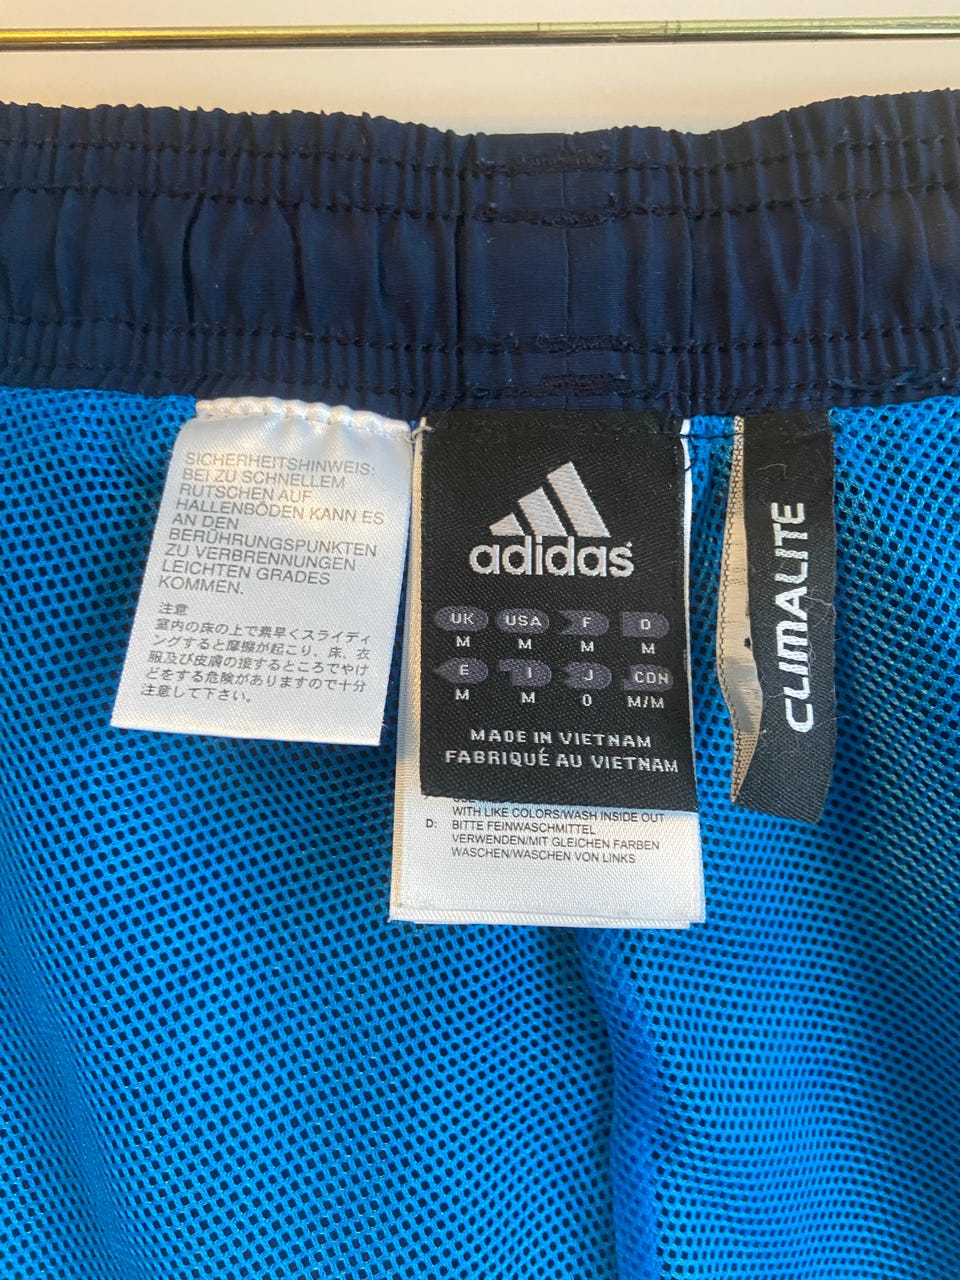 SICHERHEITSHINWEIS:
BEI ZU SCHNELLEM
RUTSCHEN AUF
HALLENBÖDEN KANN ES
AN DEN
BERÜHRUNGSPUNKTEN
ZU VERBRENNUNGEN
LEICHTEN GRADES
KOMMEN.
注意
室内の床の上で素早くスライディ
ングすると摩擦が起こり、床、衣
服及び皮膚の接するところでやけ
どをする危険がありますので十分
注意して下さい。
adidas
UK USA F D
M M M M
E I J CDN
M M O M/M
MADE IN VIETNAM
FABRIQUÉ AU VIETNAM
WITH LIKE COLORS/WASH INSIDE OUT
D: BITTE FEINWASCHMITTEL
VERWENDEN/MIT GLEICHEN FARBEN
WASCHEN/WASCHEN VON LINKS
CLIMALITE